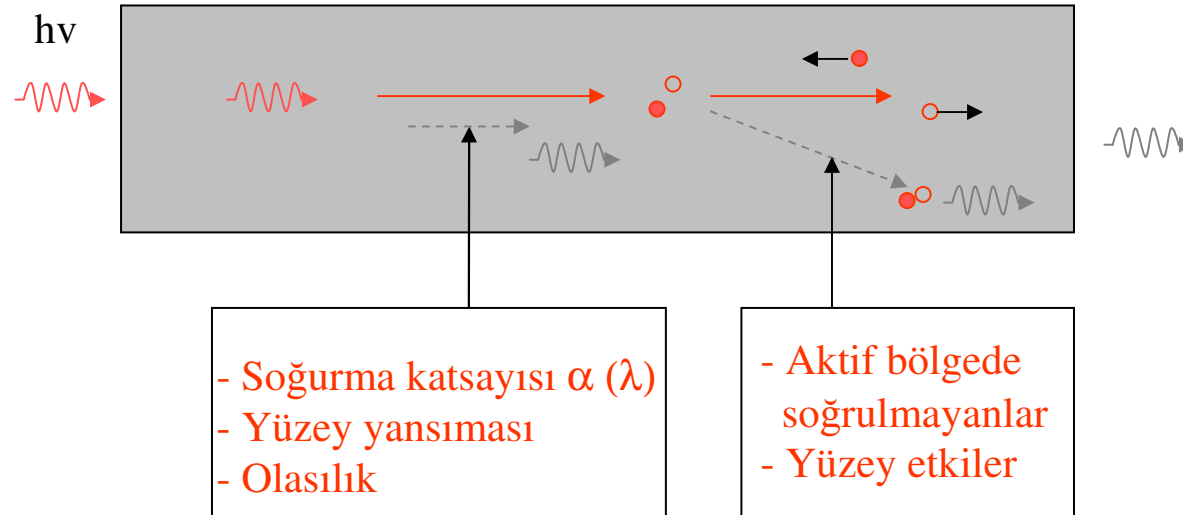 hv
- Soğurma katsayısı α (λ)
- Yüzey yansıması
- Olasılık
- Aktif bölgede
soğrulmayanlar
- Yüzey etkiler